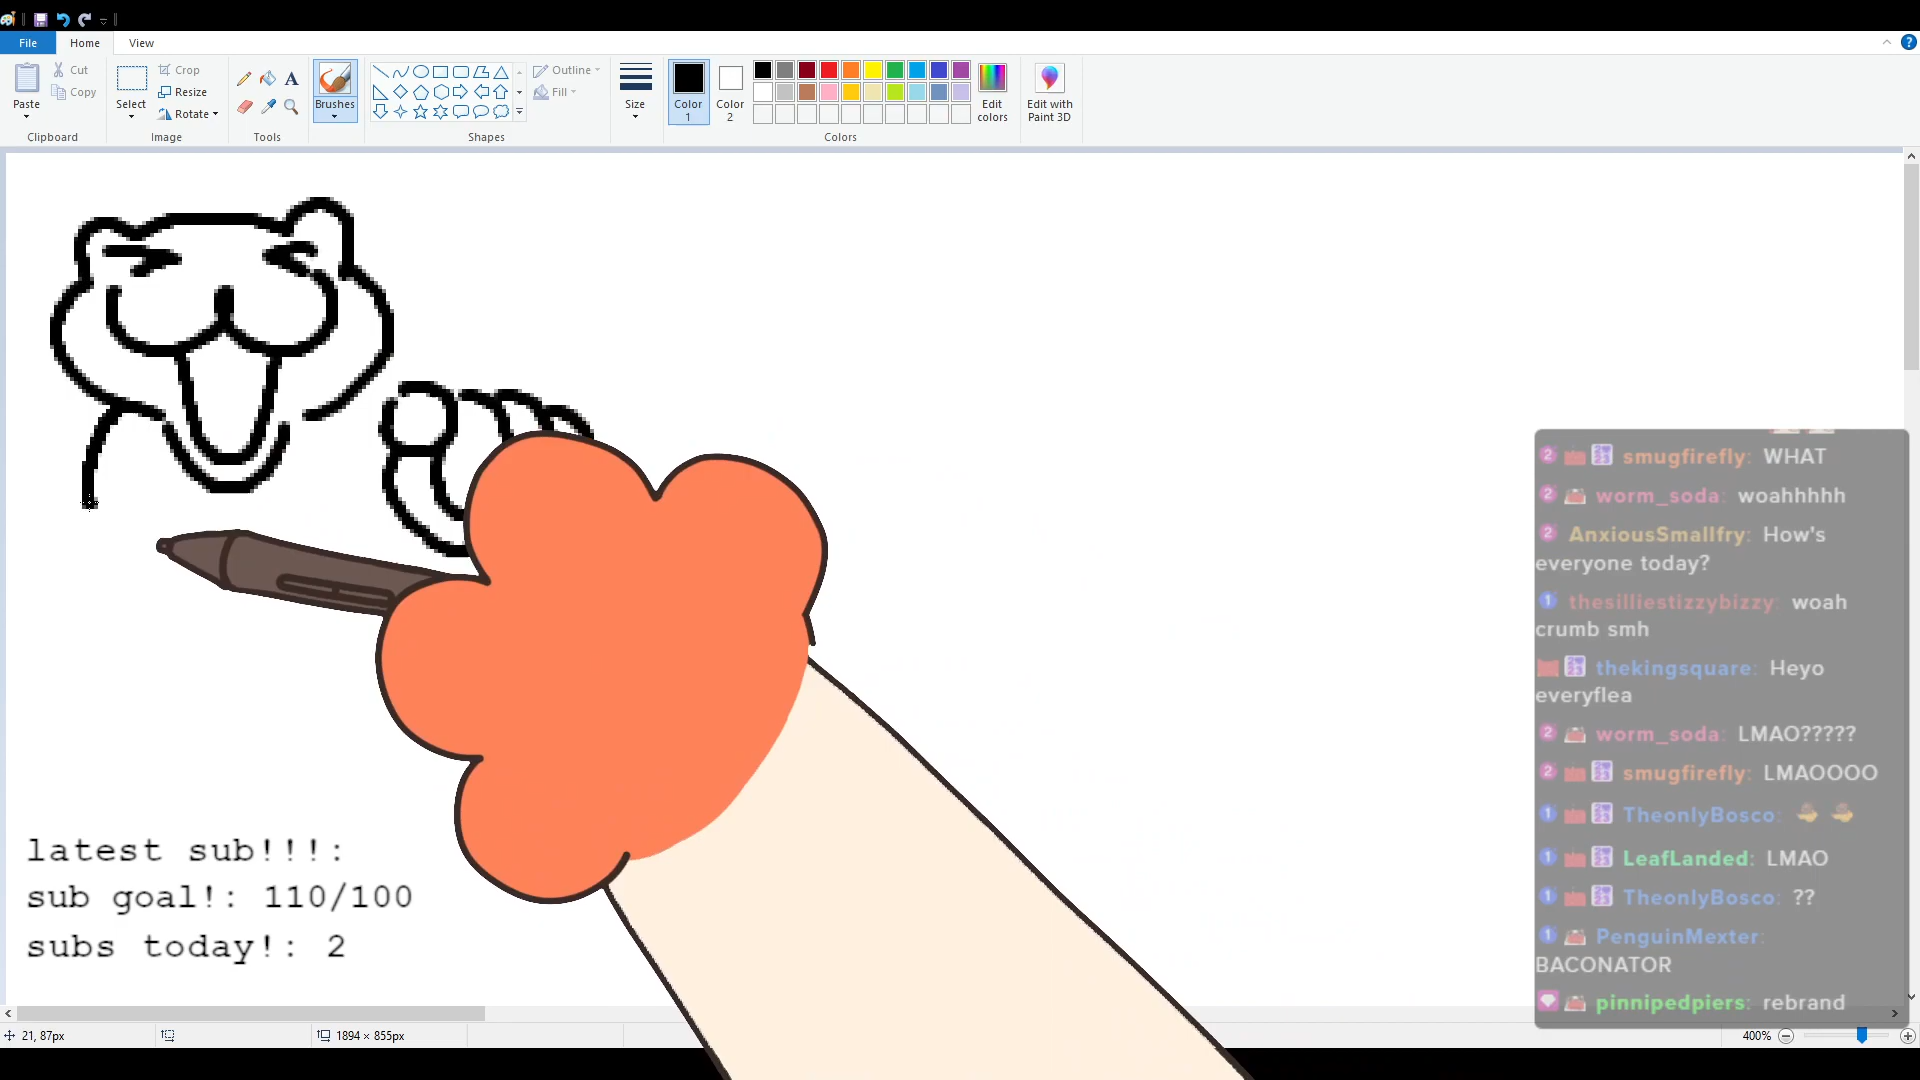 File Home View
Paste
Cut
Copy
Clipboard
Select
Crop
Resize
Rotate
Image
A
Tools
Brushes
Outline
Fill
Shapes
Size
Color 1
Color 2
Edit colors
Colors
Edit with Paint 3D
latest sub!!!:
sub goal!: 110/100
subs today!: 2
smugfirefly: WHAT
worm_soda: woahhhhh
AnxiousSmallfry: How's
everyone today?
thesilliestizzybizzy: woah
crumb smh
thekingsquare: Heyo
everyflea
worm_soda: LMAO?????
smugfirefly: LMAOOOO
TheonlyBosco:
LeafLanded: LMAO
TheonlyBosco: ??
PenguinMexter:
BACONATOR
pinnipedpiers: rebrand
21, 87px
1894 × 855px
400%